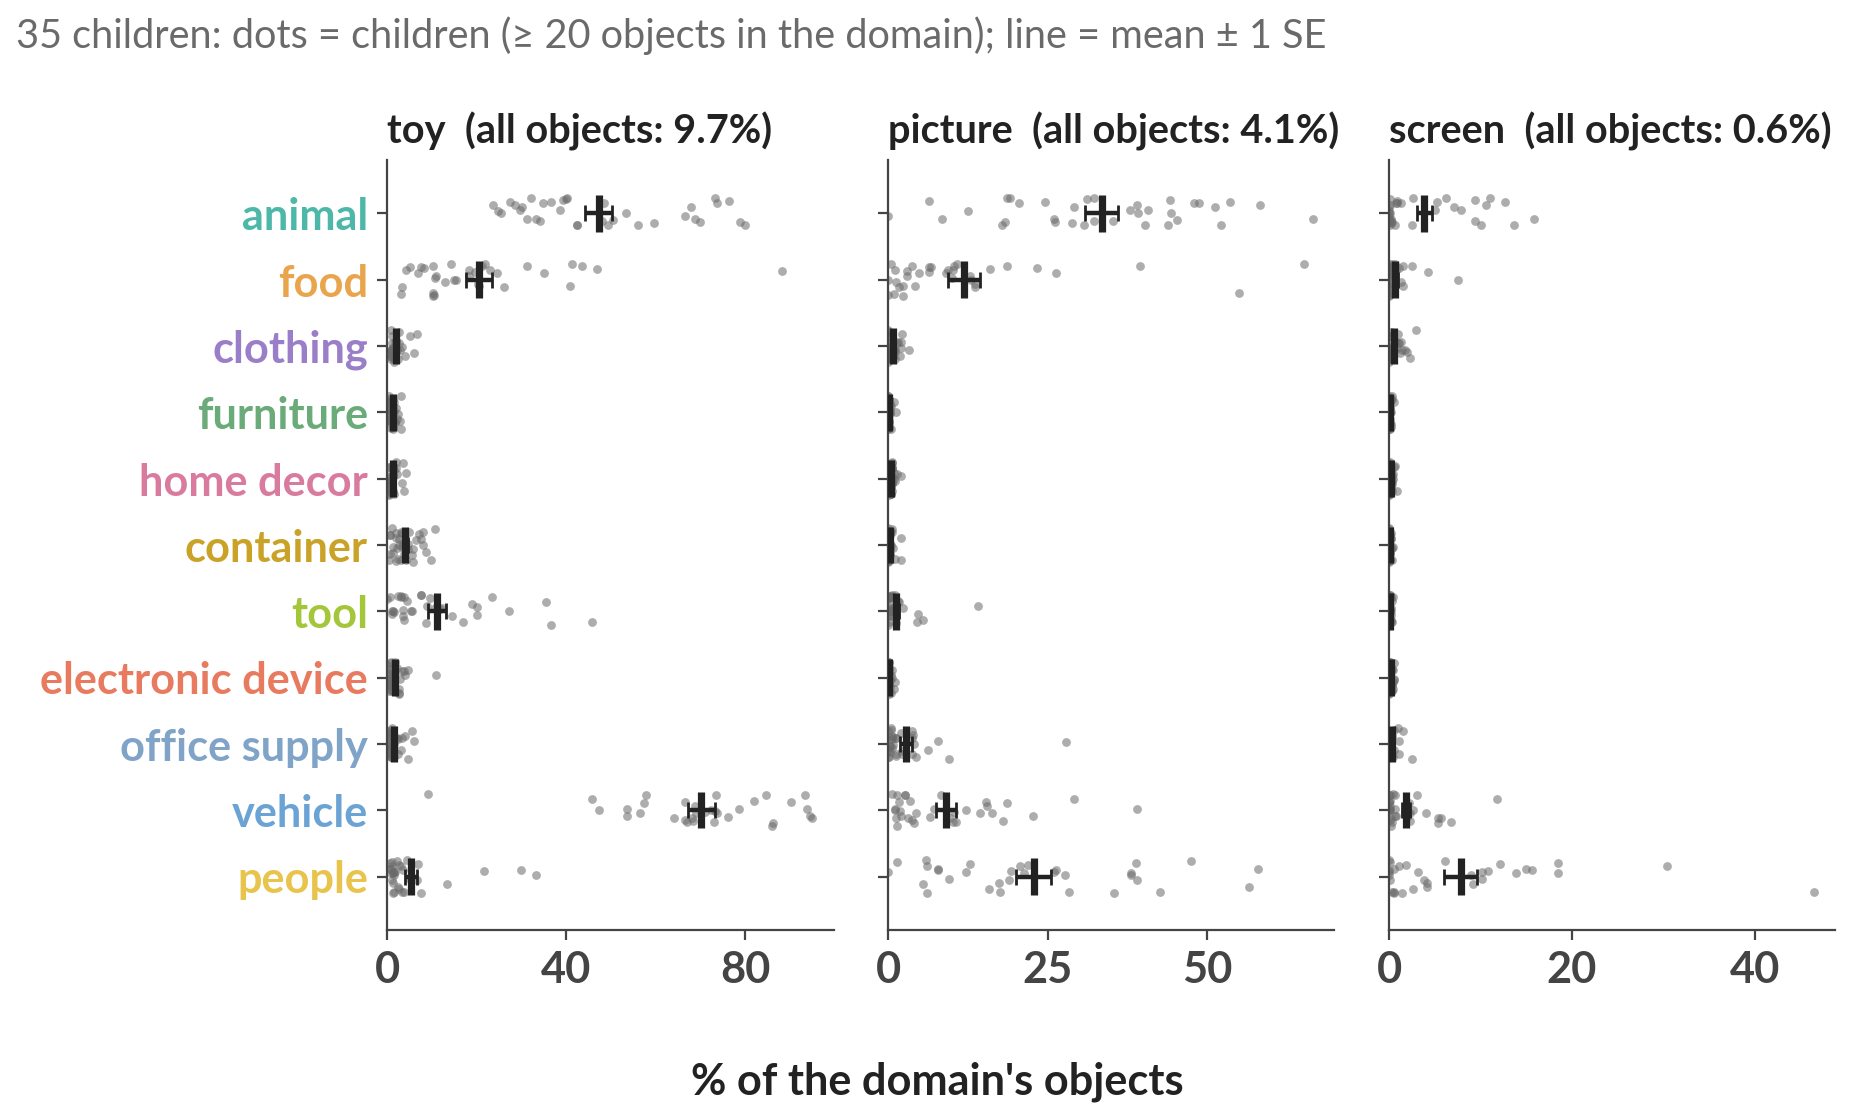 35 children: dots = children (≥ 20 objects in the domain); line = mean ± 1 SE
toy (all objects: 9.7%)
picture (all objects: 4.1%)
screen (all objects: 0.6%)
animal
food
clothing
furniture
home decor
container
tool
electronic device
office supply
vehicle
people
0 40 80
0 25 50
0 20 40
% of the domain's objects